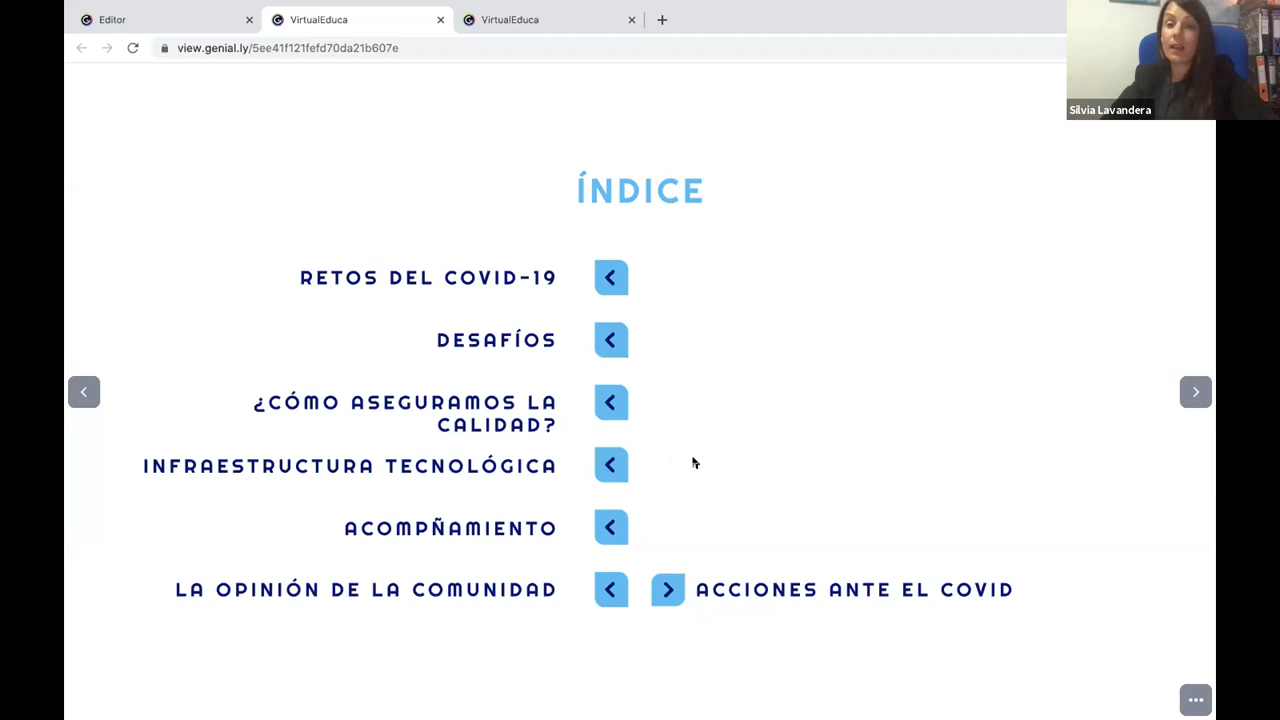 Editor
VirtualEduca
VirtualEduca
view.genial.ly/5ee41f121fefd70da21b607e
Silvia Lavandera
ÍNDICE
RETOS DEL COVID-19
DESAFÍOS
¿CÓMO ASEGURAMOS LA
CALIDAD?
INFRAESTRUCTURA TECNOLÓGICA
ACOMPÑAMIENTO
LA OPINIÓN DE LA COMUNIDAD
ACCIONES ANTE EL COVID